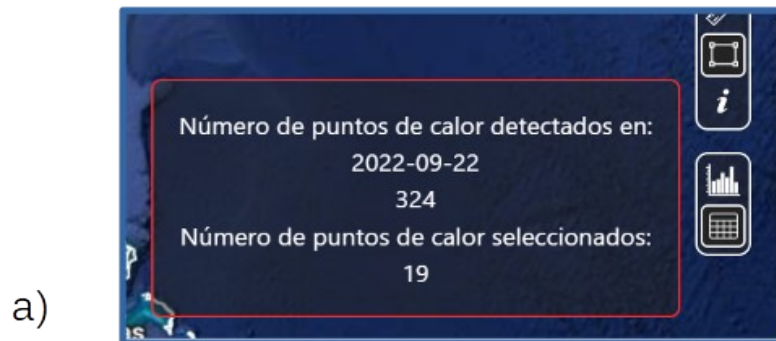 Número de puntos de calor detectados en:
2022-09-22
324
Número de puntos de calor seleccionados:
19
a)